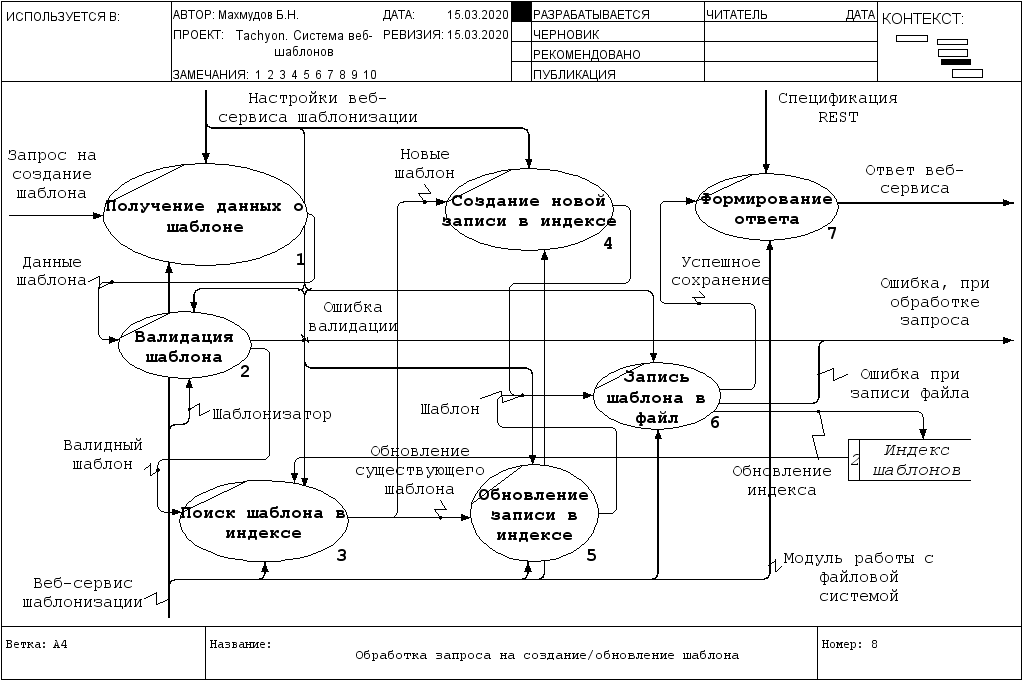 ИСПОЛЬЗУЕТСЯ В:
АВТОР: Махмудов Б.Н.
ДАТА: 15.03.2020
ПРОЕКТ: Tachyon. Система веб-
шаблонов
РЕВИЗИЯ: 15.03.2020
ЗАМЕЧАНИЯ: 1 2 3 4 5 6 7 8 9 10
РАЗРАБАТЫВАЕТСЯ
ЧЕРНОВИК
РЕКОМЕНДОВАНО
ПУБЛИКАЦИЯ
ЧИТАТЕЛЬ
ДАТА
КОНТЕКСТ:
Настройки веб-
сервиса шаблонизации
Спецификация
REST
Запрос на
создание
шаблона
Новые
шаблон
Ответ веб-
сервиса
Получение данных о
шаблоне
1
Создание новой
записи в индексе
4
Формирование
ответа
7
Данные
шаблона
Успешное
сохранение
Ошибка, при
обработке
запроса
Ошибка
валидации
Валидация
шаблона
2
Запись
шаблона в
файл
6
Ошибка при
записи файла
Шаблонизатор
Шаблон
Валидный
шаблон
Обновление
существующего
шаблона
Обновление
индекса
2
Индекс
шаблонов
Поиск шаблона в
индексе
3
Обновление
записи в
индексе
5
Веб-сервис
шаблонизации
Модуль работы с
файловой
системой
Ветка: A4
Название:
Обработка запроса на создание/обновление шаблона
Номер: 8